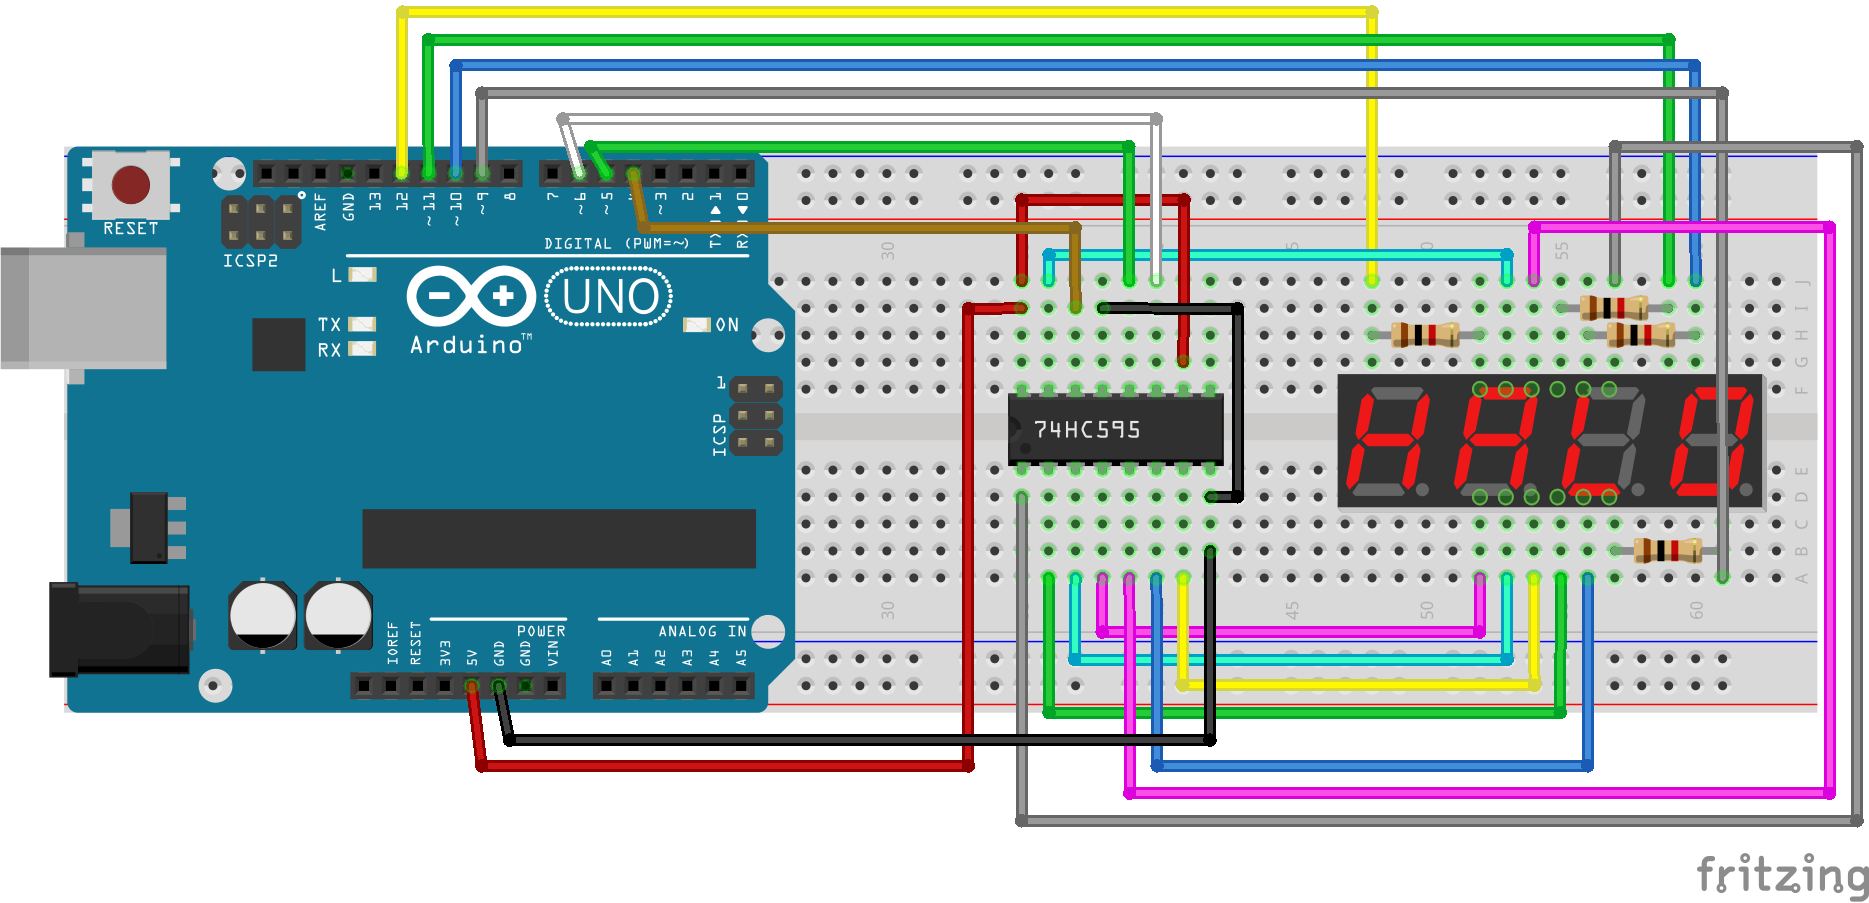 RESET
ICSP2
AREF
GND
13
12
~11
~10
~9
8
7
~6
~5
4
~3
2
TX▶1
RX◀0
DIGITAL (PWM=~)
L
TX
RX
UNO
Arduino™
ON
1
ICSP
IOREF
RESET
3V3
5V
GND
GND
VIN
POWER
A0
A1
A2
A3
A4
A5
ANALOG IN
30
55
J
I
H
G
F
74HC595
E
D
C
B
A
30
45
50
60
fritzing